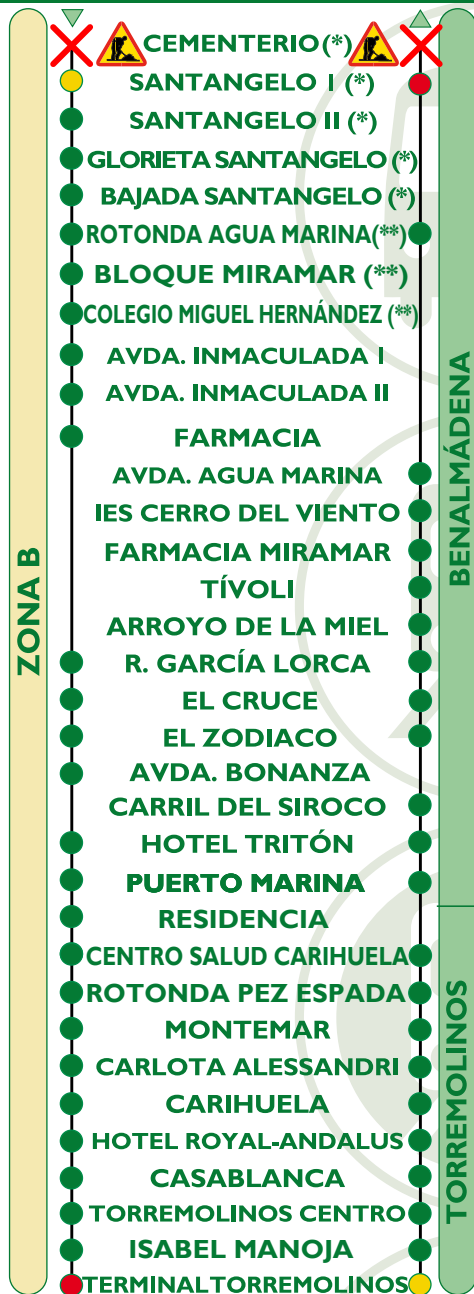 CEMENTERIO (*)
SANTANGELO I (*)
SANTANGELO II (*)
GLORIETA SANTANGELO (*)
BAJADA SANTANGELO (*)
ROTONDA AGUA MARINA(**)
BLOQUE MIRAMAR (**)
COLEGIO MIGUEL HERNÁNDEZ (**)
AVDA. INMACULADA I
AVDA. INMACULADA II
FARMACIA
AVDA. AGUA MARINA
IES CERRO DEL VIENTO
FARMACIA MIRAMAR
TÍVOLI
ARROYO DE LA MIEL
R. GARCÍA LORCA
EL CRUCE
EL ZODIACO
AVDA. BONANZA
CARRIL DEL SIROCO
HOTEL TRITÓN
PUERTO MARINA
RESIDENCIA
CENTRO SALUD CARIHUELA
ROTONDA PEZ ESPADA
MONTEMAR
CARLOTA ALESSANDRI
CARIHUELA
HOTEL ROYAL-ANDALUS
CASABLANCA
TORREMOLINOS CENTRO
ISABEL MANOJA
TERMINAL TORREMOLINOS
ZONA B
BENALMÁDENA
TORREMOLINOS